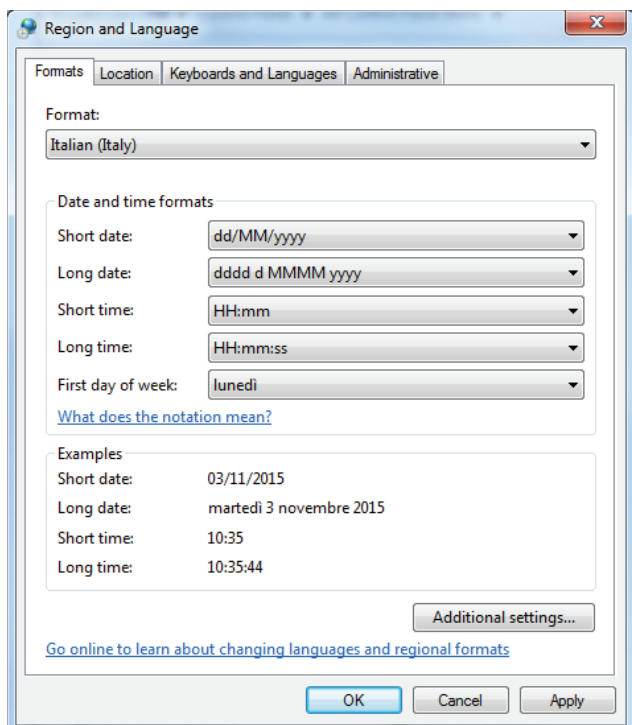 Region and Language
Formats Location Keyboards and Languages Administrative
Format:
Italian (Italy)
Date and time formats
Short date: dd/MM/yyyy
Long date: dddd d MMMM yyyy
Short time: HH:mm
Long time: HH:mm:ss
First day of week: lunedì
What does the notation mean?
Examples
Short date: 03/11/2015
Long date: martedì 3 novembre 2015
Short time: 10:35
Long time: 10:35:44
Additional settings...
Go online to learn about changing languages and regional formats
OK Cancel Apply